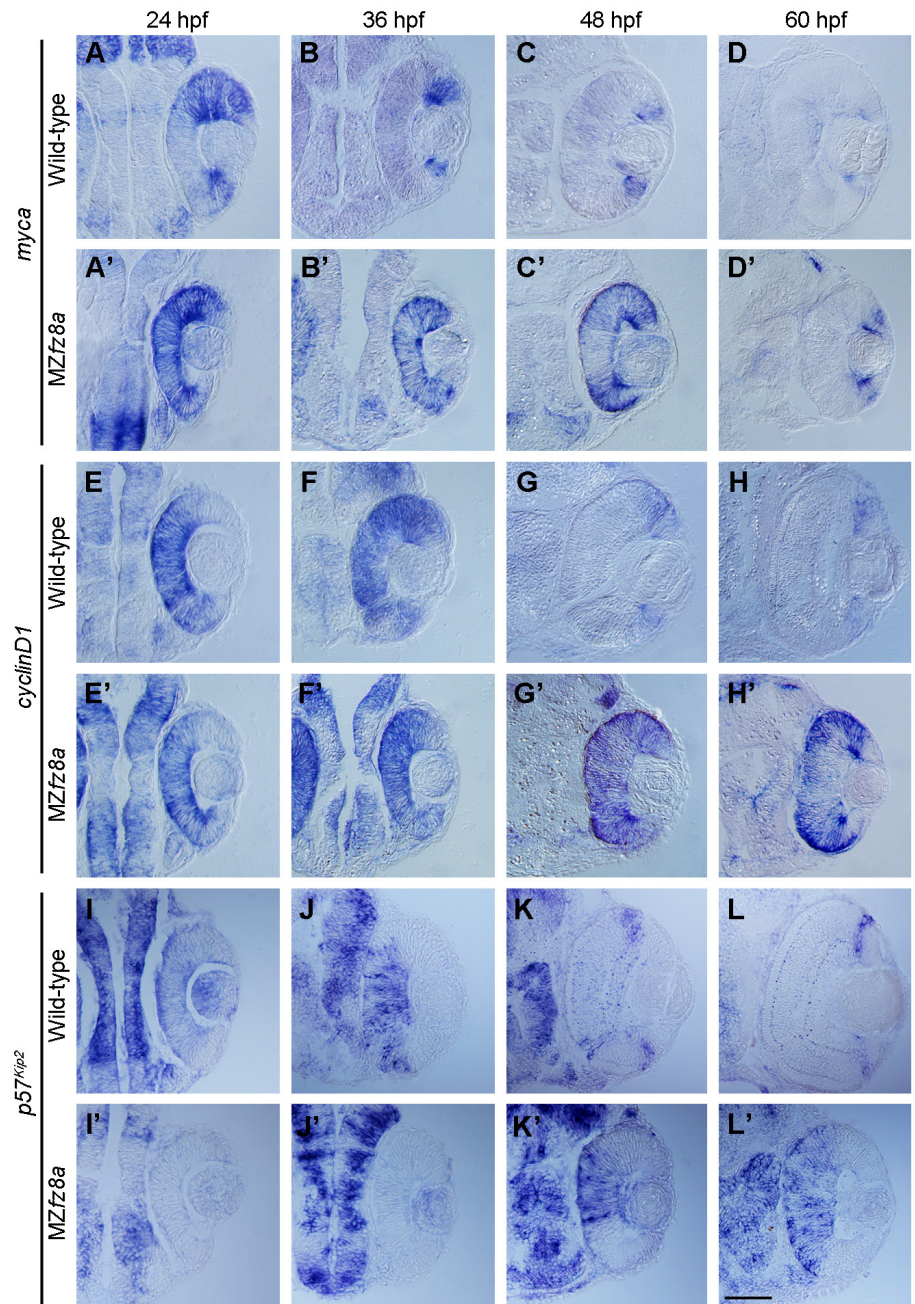 24 hpf 36 hpf 48 hpf 60 hpf
myca
Wild-type
A B C D
MZfz8a
A’ B’ C’ D’
cyclinD1
Wild-type
E F G H
MZfz8a
E’ F’ G’ H’
p57Kip2
Wild-type
I J K L
MZfz8a
I’ J’ K’ L’